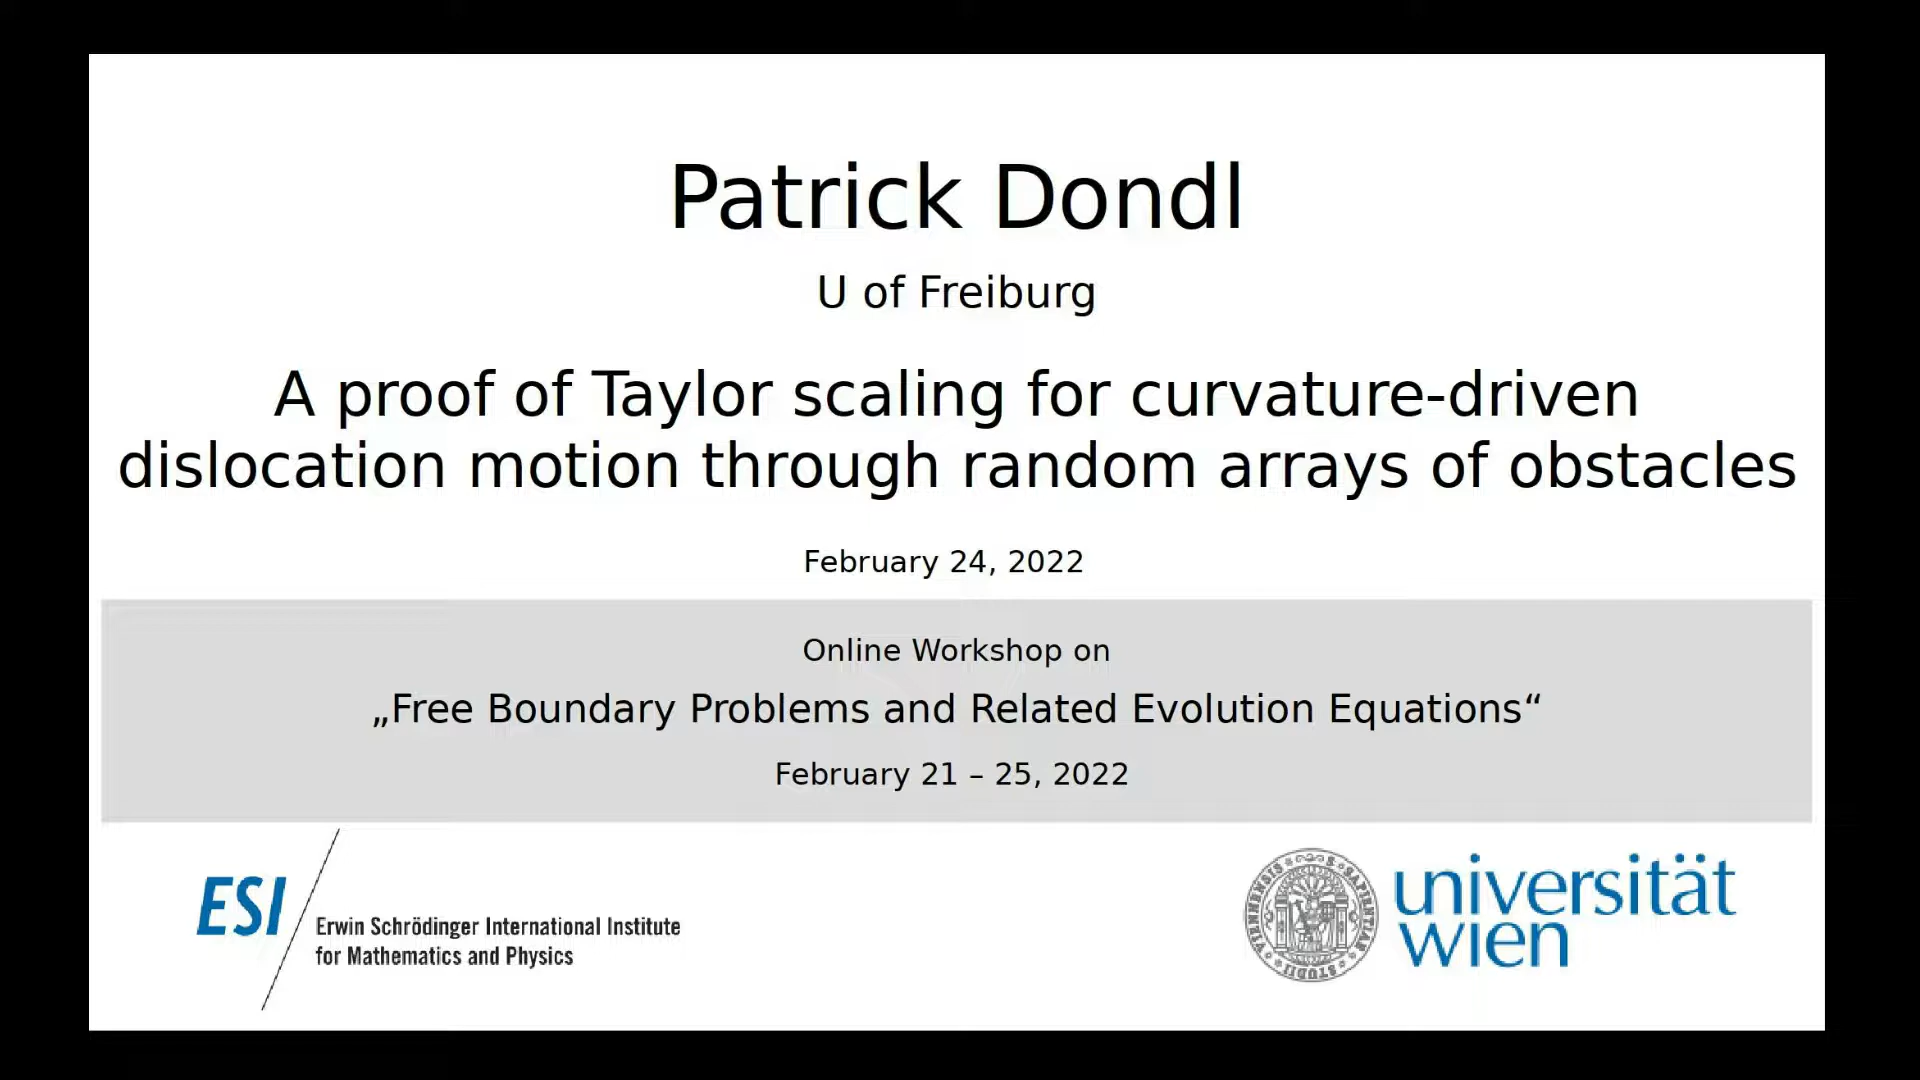 Patrick Dondl
U of Freiburg
A proof of Taylor scaling for curvature-driven
dislocation motion through random arrays of obstacles
February 24, 2022
Online Workshop on
„Free Boundary Problems and Related Evolution Equations“
February 21 – 25, 2022
ESI
Erwin Schrödinger International Institute
for Mathematics and Physics
universität
wien